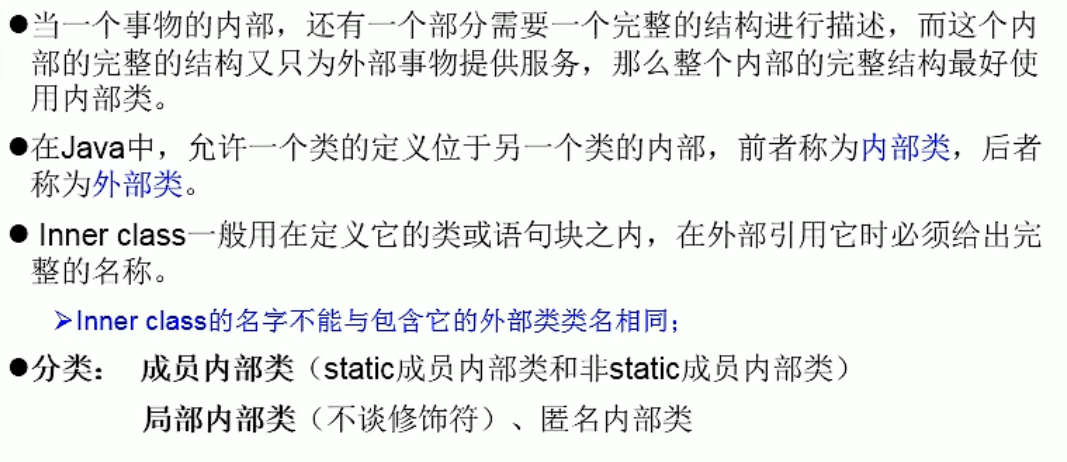 ●当一个事物的内部，还有一个部分需要一个完整的结构进行描述，而这个内
部的完整的结构又只为外部事物提供服务，那么整个内部的完整结构最好使
用内部类。
●在Java中，允许一个类的定义位于另一个类的内部，前者称为内部类，后者
称为外部类。
● Inner class一般用在定义它的类或语句块之内，在外部引用它时必须给出完
整的名称。
➢Inner class的名字不能与包含它的外部类类名相同；
●分类： 成员内部类（static成员内部类和非static成员内部类）
局部内部类（不谈修饰符）、匿名内部类